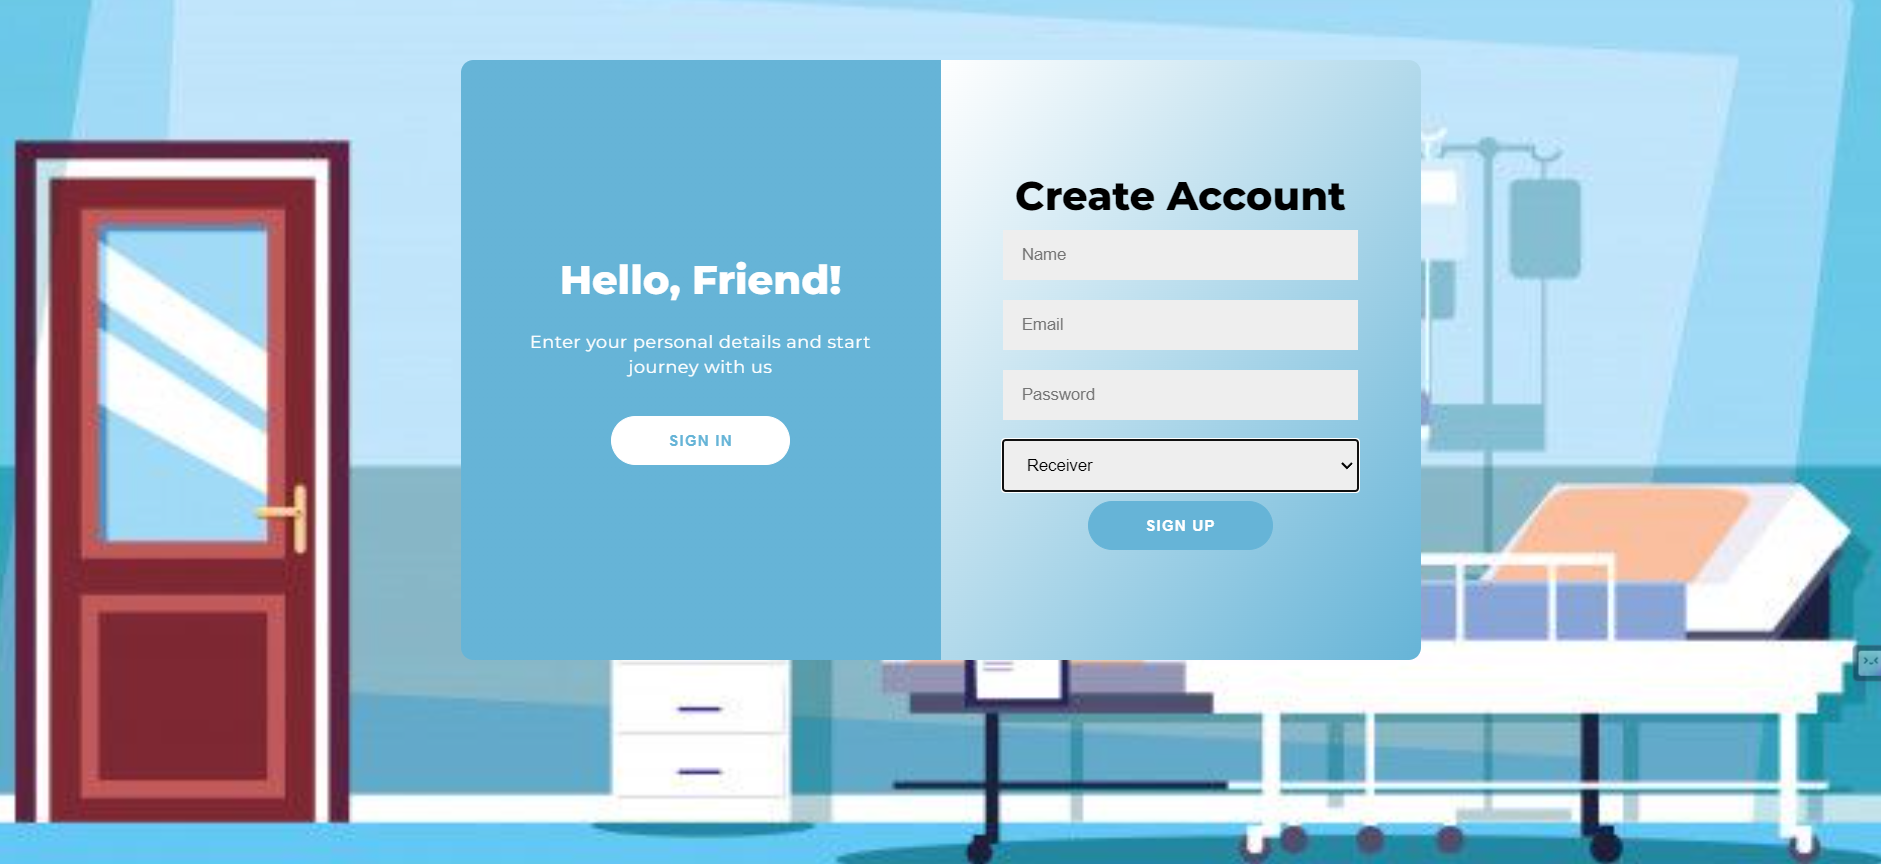 Hello, Friend!
Enter your personal details and start
journey with us
SIGN IN
Create Account
Name
Email
Password
Receiver
SIGN UP